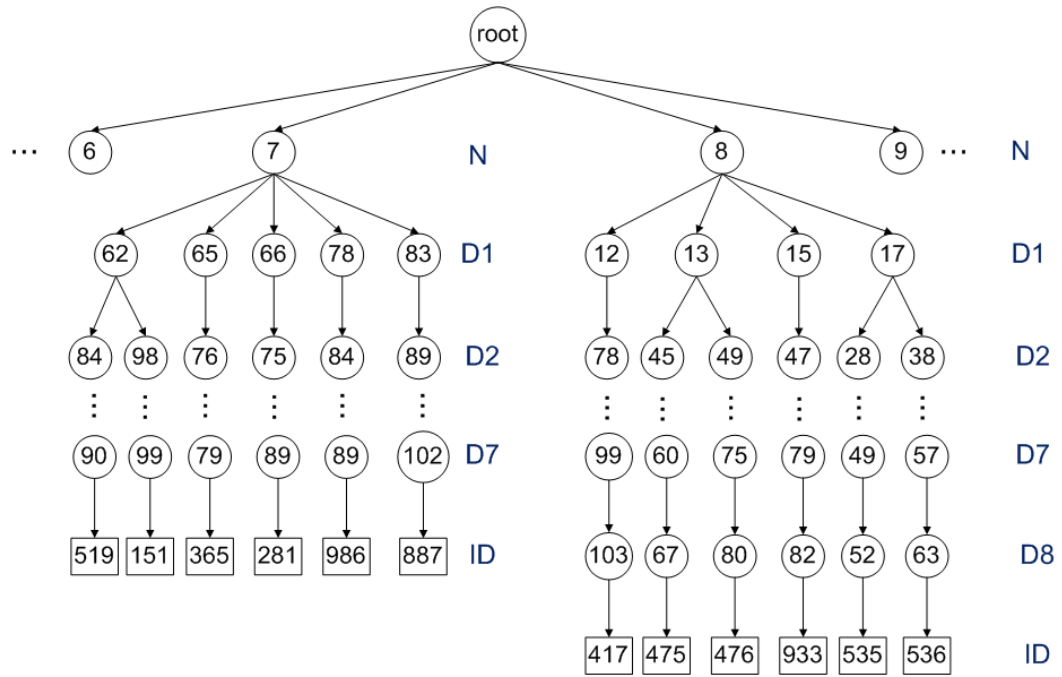 root
... 6 7 N 8 9 ... N
62 65 66 78 83 D1 12 13 15 17 D1
84 98 76 75 84 89 D2 78 45 49 47 28 38 D2
90 99 79 89 89 102 D7 99 60 75 79 49 57 D7
519 151 365 281 986 887 ID 103 67 80 82 52 63 D8
417 475 476 933 535 536 ID